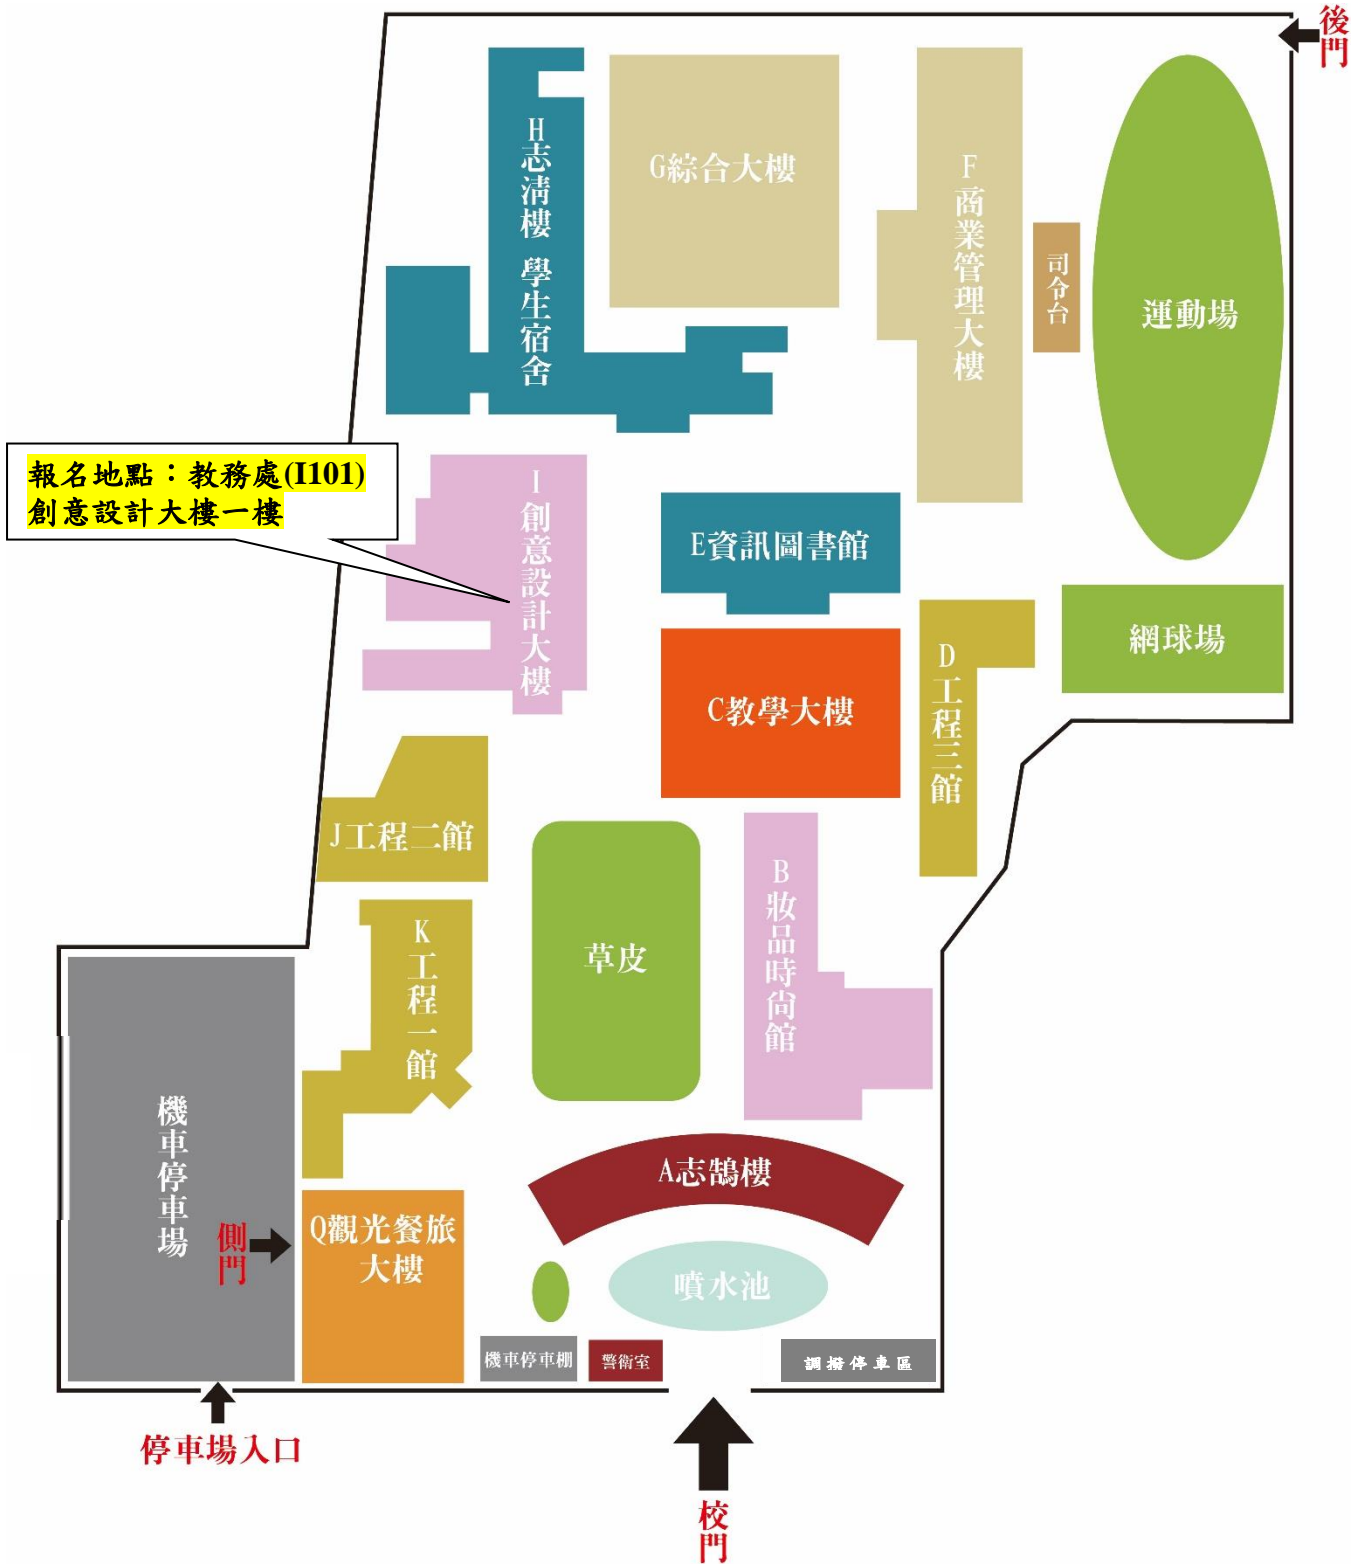 後門
H志清樓 學生宿舍
G綜合大樓
F商業管理大樓
司令台
運動場
報名地點：教務處(I101)
創意設計大樓一樓
I創意設計大樓
E資訊圖書館
D工程三館
網球場
C教學大樓
J工程二館
K工程一館
草皮
B妝品時尚館
機車停車場
側門
Q觀光餐旅
大樓
A志鵠樓
噴水池
機車停車棚
警衛室
調撥停車區
停車場入口
校門